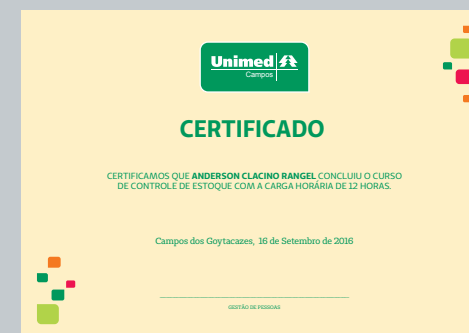 Unimed
Campos
CERTIFICADO
CERTIFICAMOS QUE ANDERSON CLACINO RANGEL CONCLUIU O CURSO
DE CONTROLE DE ESTOQUE COM A CARGA HORÁRIA DE 12 HORAS.
Campos dos Goytacazes, 16 de Setembro de 2016
GESTÃO DE PESSOAS